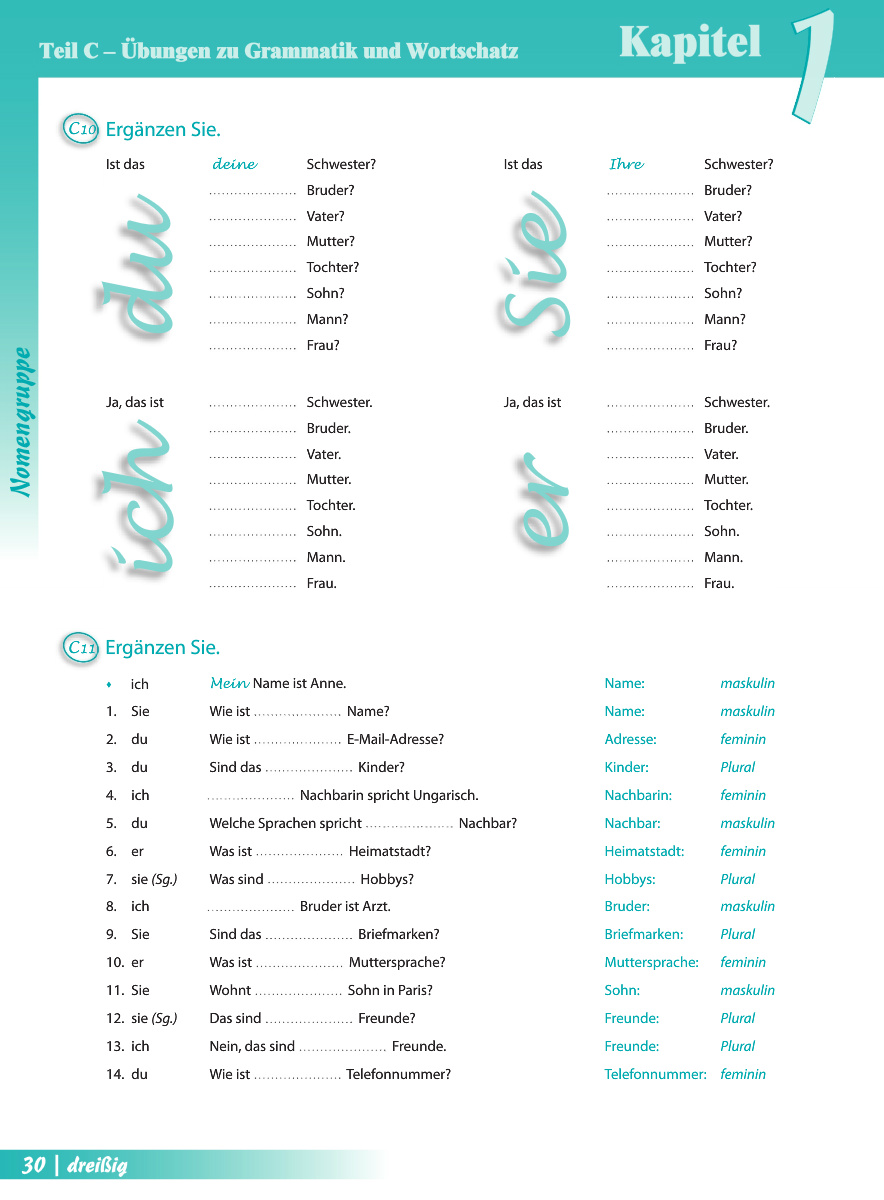 Teil C – Übungen zu Grammatik und Wortschatz Kapitel 1
C10 Ergänzen Sie.
Ist das deine Schwester? Ist das Ihre Schwester?
..................... Bruder? ..................... Bruder?
..................... Vater? ..................... Vater?
..................... Mutter? ..................... Mutter?
..................... Tochter? ..................... Tochter?
..................... Sohn? ..................... Sohn?
..................... Mann? ..................... Mann?
..................... Frau? ..................... Frau?
du Sie
Ja, das ist ..................... Schwester. Ja, das ist ..................... Schwester.
..................... Bruder. ..................... Bruder.
..................... Vater. ..................... Vater.
..................... Mutter. ..................... Mutter.
..................... Tochter. ..................... Tochter.
..................... Sohn. ..................... Sohn.
..................... Mann. ..................... Mann.
..................... Frau. ..................... Frau.
ich er
Nomengruppe
C11 Ergänzen Sie.
♦ ich Mein Name ist Anne. Name: maskulin
1. Sie Wie ist ..................... Name? Name: maskulin
2. du Wie ist ..................... E-Mail-Adresse? Adresse: feminin
3. du Sind das ..................... Kinder? Kinder: Plural
4. ich ..................... Nachbarin spricht Ungarisch. Nachbarin: feminin
5. du Welche Sprachen spricht ..................... Nachbar? Nachbar: maskulin
6. er Was ist ..................... Heimatstadt? Heimatstadt: feminin
7. sie (Sg.) Was sind ..................... Hobbys? Hobbys: Plural
8. ich ..................... Bruder ist Arzt. Bruder: maskulin
9. Sie Sind das ..................... Briefmarken? Briefmarken: Plural
10. er Was ist ..................... Muttersprache? Muttersprache: feminin
11. Sie Wohnt ..................... Sohn in Paris? Sohn: maskulin
12. sie (Sg.) Das sind ..................... Freunde? Freunde: Plural
13. ich Nein, das sind ..................... Freunde. Freunde: Plural
14. du Wie ist ..................... Telefonnummer? Telefonnummer: feminin
30 | dreißig